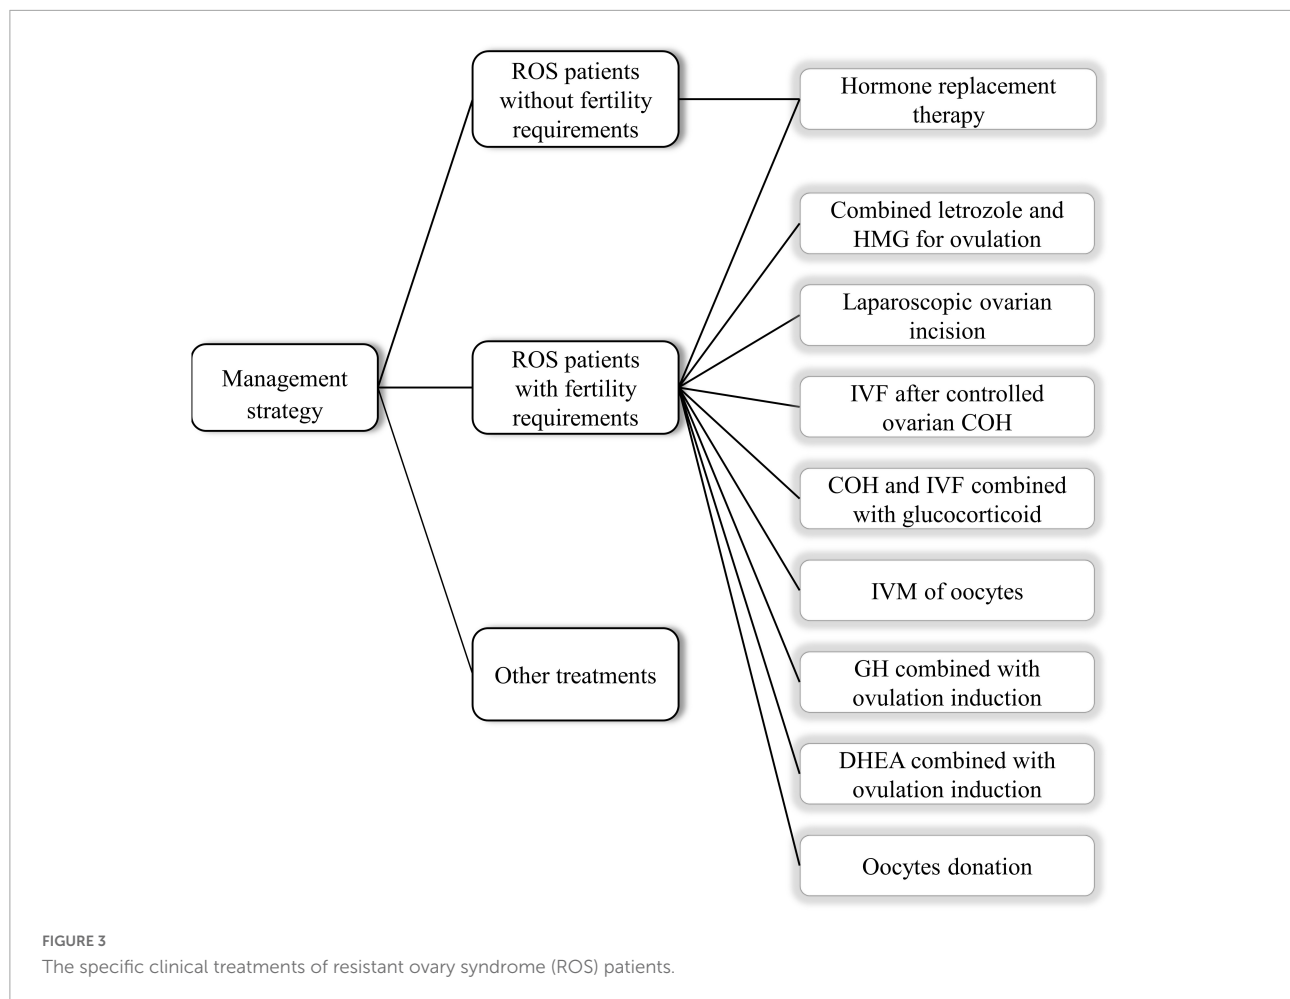 ROS patients
without fertility
requirements
Hormone replacement
therapy
Combined letrozole and
HMG for ovulation
Laparoscopic ovarian
incision
Management
strategy
ROS patients
with fertility
requirements
IVF after controlled
ovarian COH
COH and IVF combined
with glucocorticoid
IVM of oocytes
Other treatments
GH combined with
ovulation induction
DHEA combined with
ovulation induction
Oocytes donation
FIGURE 3
The specific clinical treatments of resistant ovary syndrome (ROS) patients.